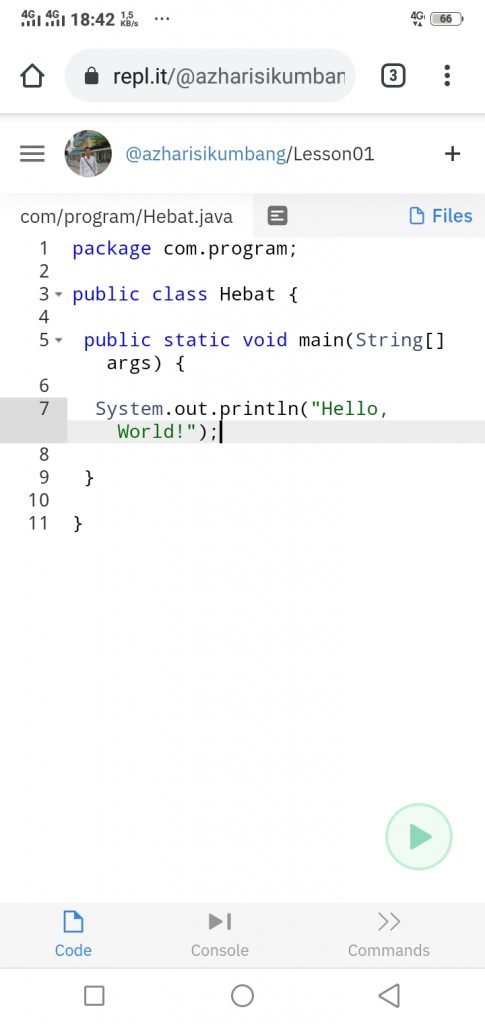 4G 4G 18:42 1,5 KB/s ... 4G 66
repl.it/@azharisikumban 3
@azharisikumbang/Lesson01 +
com/program/Hebat.java Files
1 package com.program;
2
3 public class Hebat {
4
5 public static void main(String[]
args) {
6
7 System.out.println("Hello,
World!");
8
9 }
10
11 }
Code Console Commands